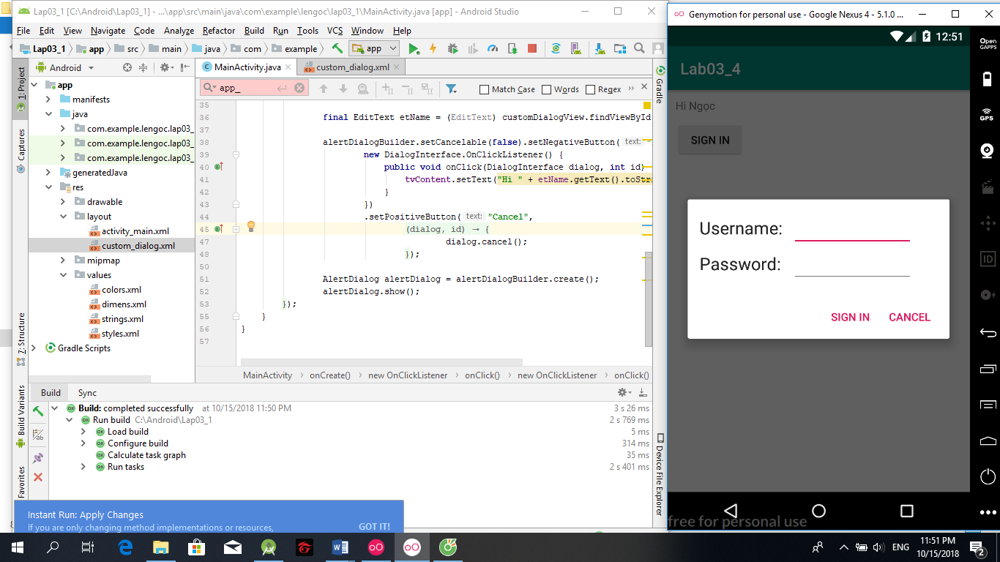 Lap03_1 [C:\Android\Lap03_1] - ...\app\src\main\java\com\example\lengoc\lap03_1\MainActivity.java [app] - Android Studio
File Edit View Navigate Code Analyze Refactor Build Run Tools VCS Window Help
Lap03_1 app src main java com example app
1: Project
Captures
7: Structure
Build Variants
Favorites
Android
app
manifests
java
com.example.lengoc.lap03_
com.example.lengoc.lap03_
com.example.lengoc.lap03_
generatedJava
res
drawable
layout
activity_main.xml
custom_dialog.xml
mipmap
values
colors.xml
dimens.xml
strings.xml
styles.xml
Gradle Scripts
MainActivity.java custom_dialog.xml
app_ Match Case Words Regex
35
36 final EditText etName = (EditText) customDialogView.findViewById
37
38 alertDialogBuilder.setCancelable(false).setNegativeButton( text: "
39 new DialogInterface.OnClickListener() {
40 public void onClick(DialogInterface dialog, int id)
41 tvContent.setText("Hi " + etName.getText().toStri
42 }
43 })
44 .setPositiveButton( text: "Cancel",
45 (dialog, id) → {
47 dialog.cancel();
48 });
50
51 AlertDialog alertDialog = alertDialogBuilder.create();
52 alertDialog.show();
53 });
55 }
56 }
57
MainActivity onCreate() new OnClickListener onClick() new OnClickListener onClick()
Gradle
Device File Explorer
Build Sync
Build: completed successfully at 10/15/2018 11:50 PM 3 s 26 ms
Run build C:\Android\Lap03_1 2 s 769 ms
Load build 5 ms
Configure build 314 ms
Calculate task graph 35 ms
Run tasks 2 s 401 ms
Instant Run: Apply Changes
If you are only changing method implementations or resources,
GOT IT!
Genymotion for personal use - Google Nexus 4 - 5.1.0 ...
12:51
Lab03_4
Hi Ngoc
SIGN IN
Username:
Password:
SIGN IN CANCEL
free for personal use
Open
GAPPS
GPS
ID
ENG
11:51 PM
10/15/2018
2